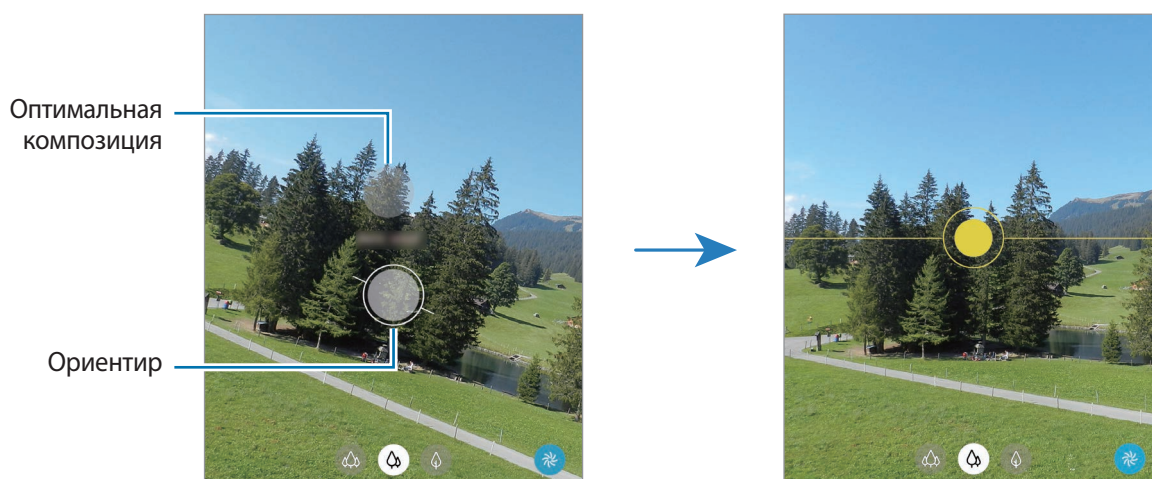 Оптимальная
композиция
Ориентир